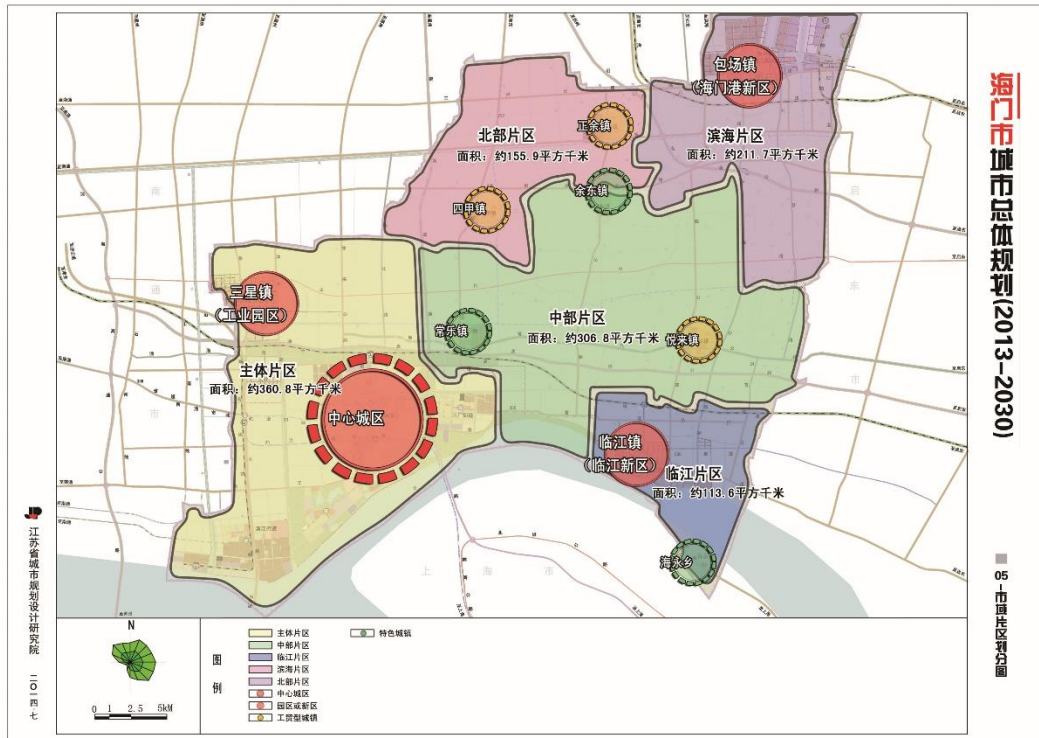 海门市城市总体规划(2013-2030)
05-市域片区划分图
江苏省城市规划设计研究院
二〇一四·七
包场镇
(海门港新区)
北部片区
面积：约155.9平方千米
正余镇
滨海片区
面积：约211.7平方千米
余东镇
四甲镇
三星镇
(工业园区)
常乐镇
中部片区
面积：约306.8平方千米
悦来镇
主体片区
面积：约360.8平方千米
中心城区
临江镇
(临江新区)
临江片区
面积：约113.6平方千米
海永乡
南
通
市
启
东
市
上海市
N
0 1 2.5 5kM
图例
主体片区
中部片区
临江片区
滨海片区
北部片区
中心城区
园区或新区
工贸型城镇
特色城镇